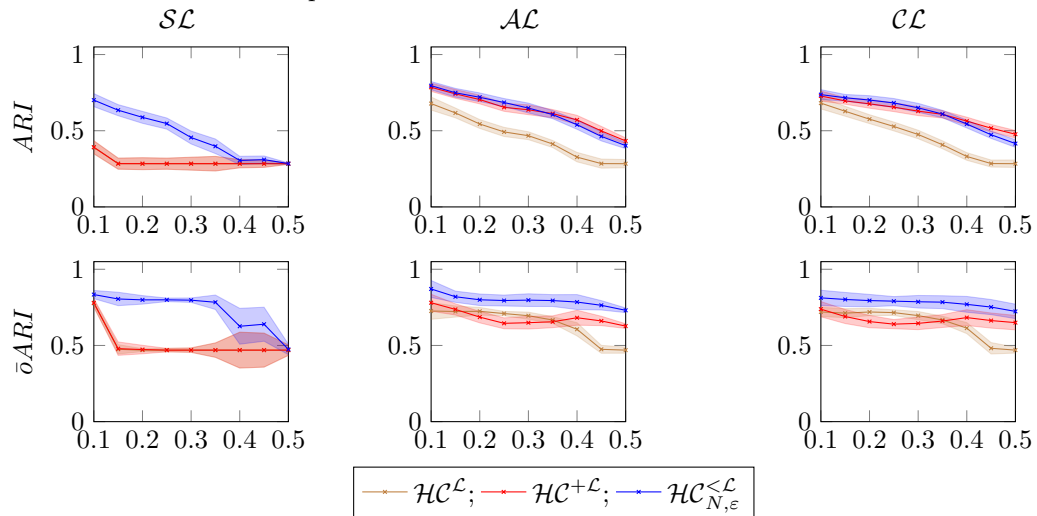 𝒮ℒ 𝒜ℒ 𝒞ℒ
1 1 1
ARI 0.5 0.5 0.5
0 0 0
0.1 0.2 0.3 0.4 0.5 0.1 0.2 0.3 0.4 0.5 0.1 0.2 0.3 0.4 0.5
1 1 1
ōARI 0.5 0.5 0.5
0 0 0
0.1 0.2 0.3 0.4 0.5 0.1 0.2 0.3 0.4 0.5 0.1 0.2 0.3 0.4 0.5
ℋ𝒞^ℒ; ℋ𝒞^{+ℒ}; ℋ𝒞^{<ℒ}_{N,ε}